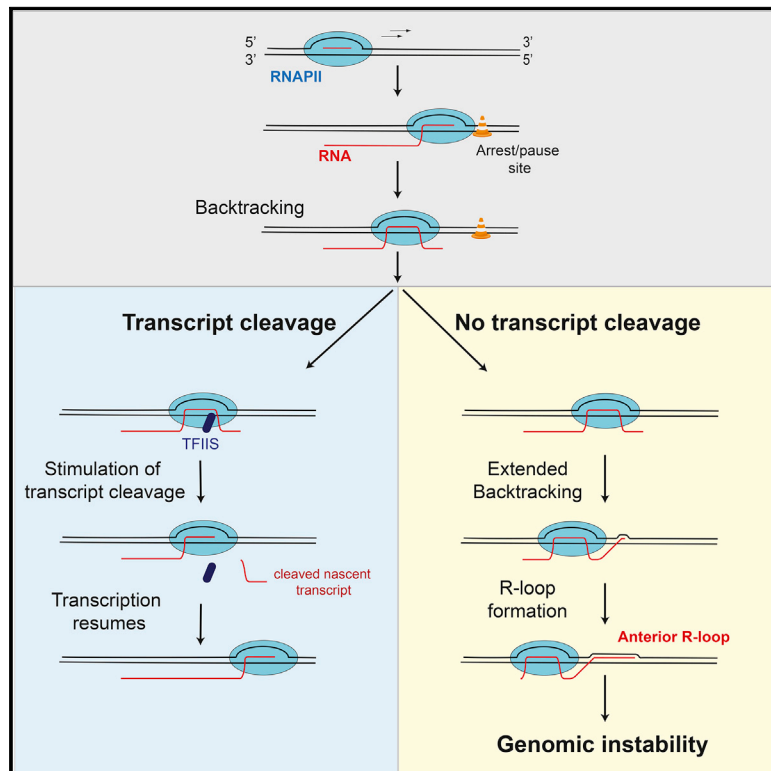 5’ 3’
3’ 5’
RNAPII
RNA
Arrest/pause
site
Backtracking
Transcript cleavage
TFIIS
Stimulation of
transcript cleavage
cleaved nascent
transcript
Transcription
resumes
No transcript cleavage
Extended
Backtracking
R-loop
formation
Anterior R-loop
Genomic instability